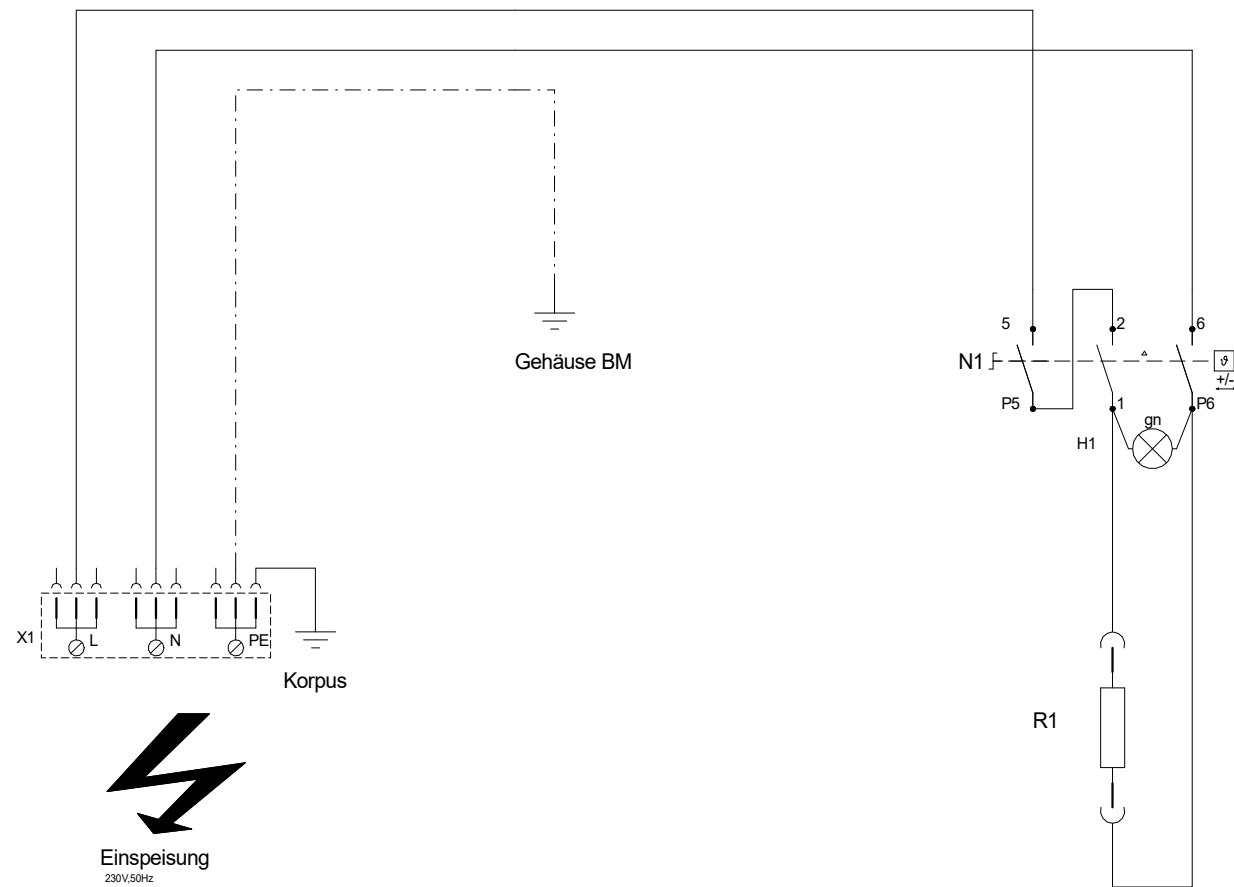 5
2
6
N1
ϑ
+/-
Gehäuse BM
P5
1
P6
gn
H1
X1
L
N
PE
Korpus
R1
Einspeisung
230V,50Hz